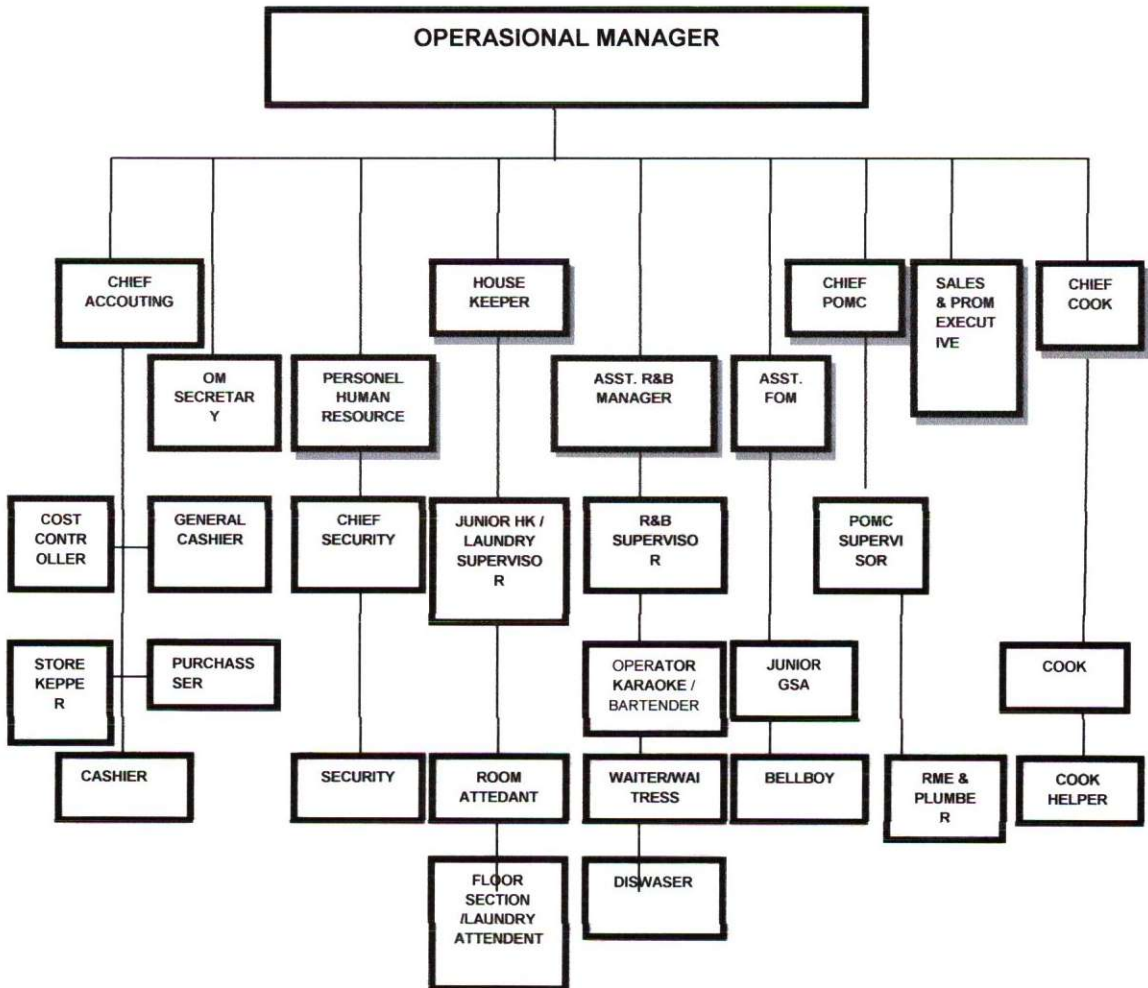 OPERASIONAL MANAGER
CHIEF
ACCOUTING
HOUSE
KEEPER
CHIEF
POMC
SALES
& PROM
EXECUT
IVE
CHIEF
COOK
OM
SECRETAR
Y
PERSONEL
HUMAN
RESOURCE
ASST. R&B
MANAGER
ASST.
FOM
COST
CONTR
OLLER
GENERAL
CASHIER
CHIEF
SECURITY
JUNIOR HK /
LAUNDRY
SUPERVISO
R
R&B
SUPERVISO
R
POMC
SUPERVI
SOR
STORE
KEPPE
R
PURCHASS
SER
OPERATOR
KARAOKE /
BARTENDER
JUNIOR
GSA
COOK
CASHIER
SECURITY
ROOM
ATTEDANT
WAITER/WAI
TRESS
BELLBOY
RME &
PLUMBE
R
COOK
HELPER
FLOOR
SECTION
/LAUNDRY
ATTENDENT
DISWASER